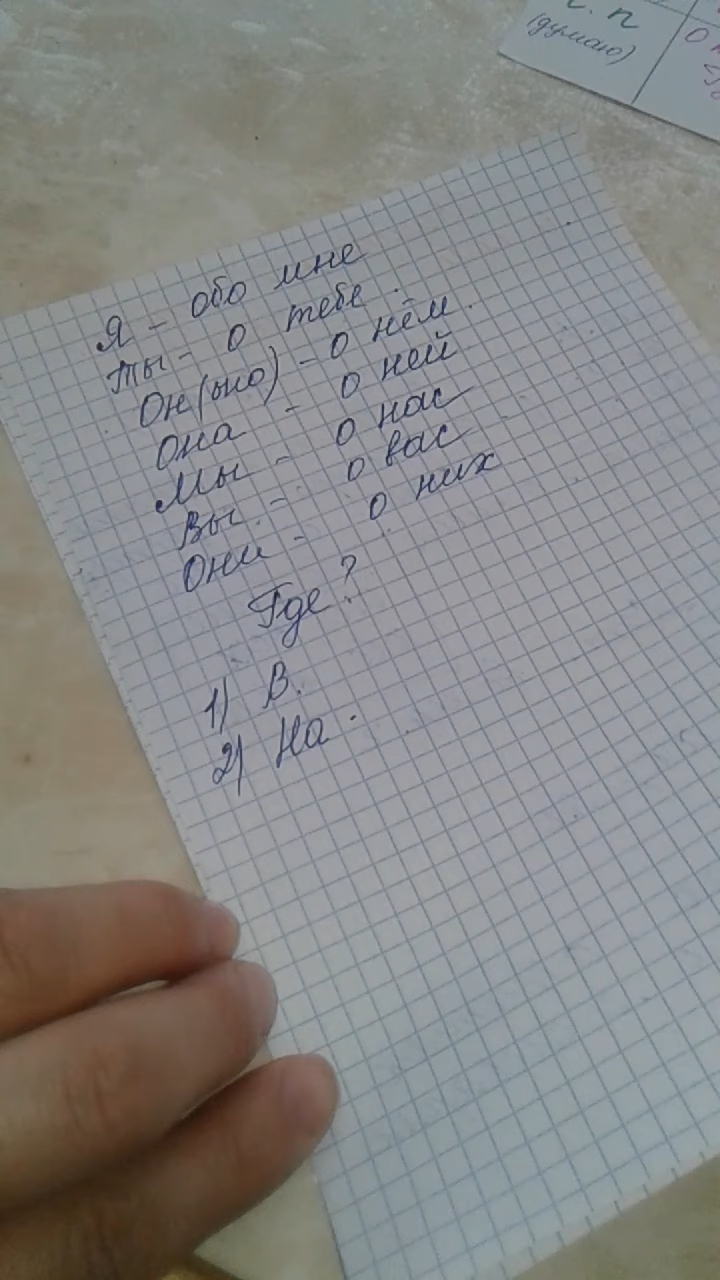 (думаю)
Я - обо мне
ты - о тебе.
Он(оно) - о нём.
Она - о ней
Мы - о нас
Вы - о вас
Они - о них
Где?
1) В.
2) На.